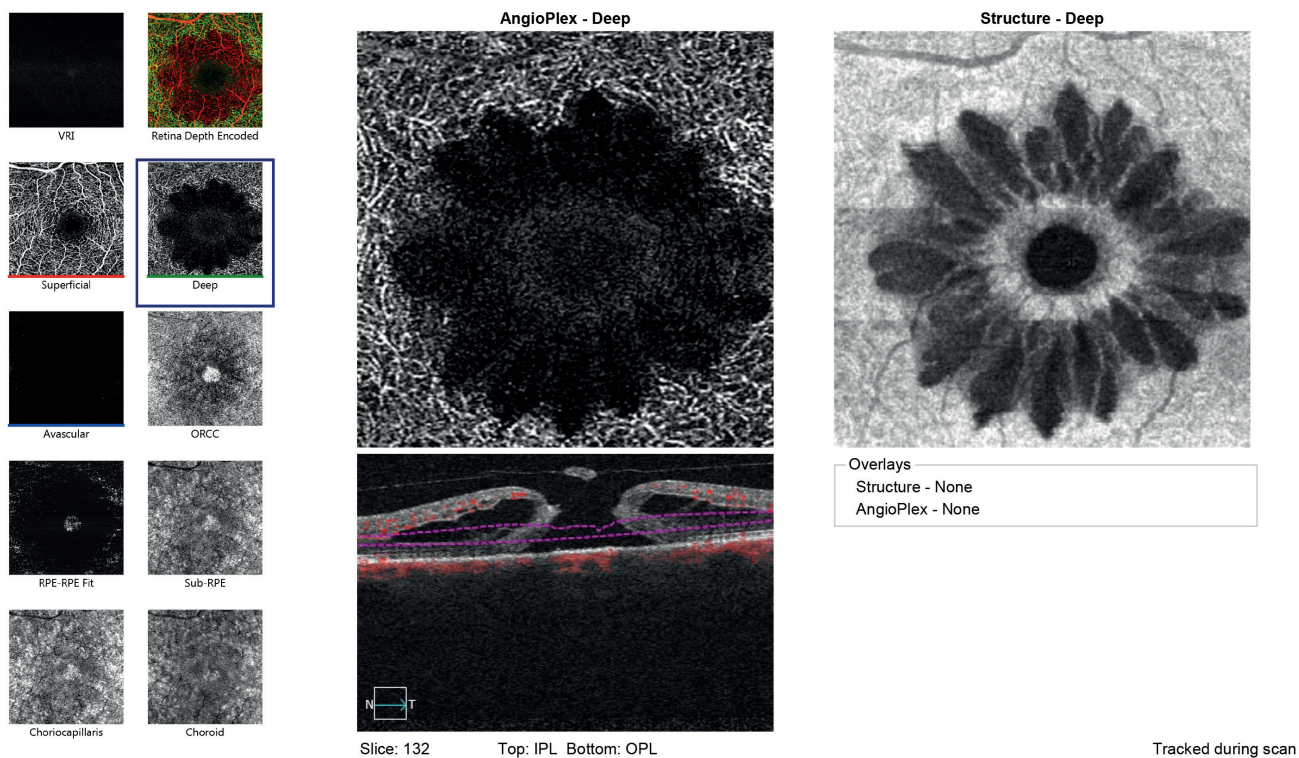 AngioPlex - Deep
Structure - Deep
VRI
Retina Depth Encoded
Superficial
Deep
Avascular
ORCC
RPE-RPE Fit
Sub-RPE
Choriocapillaris
Choroid
Overlays
Structure - None
AngioPlex - None
N T
Slice: 132
Top: IPL Bottom: OPL
Tracked during scan